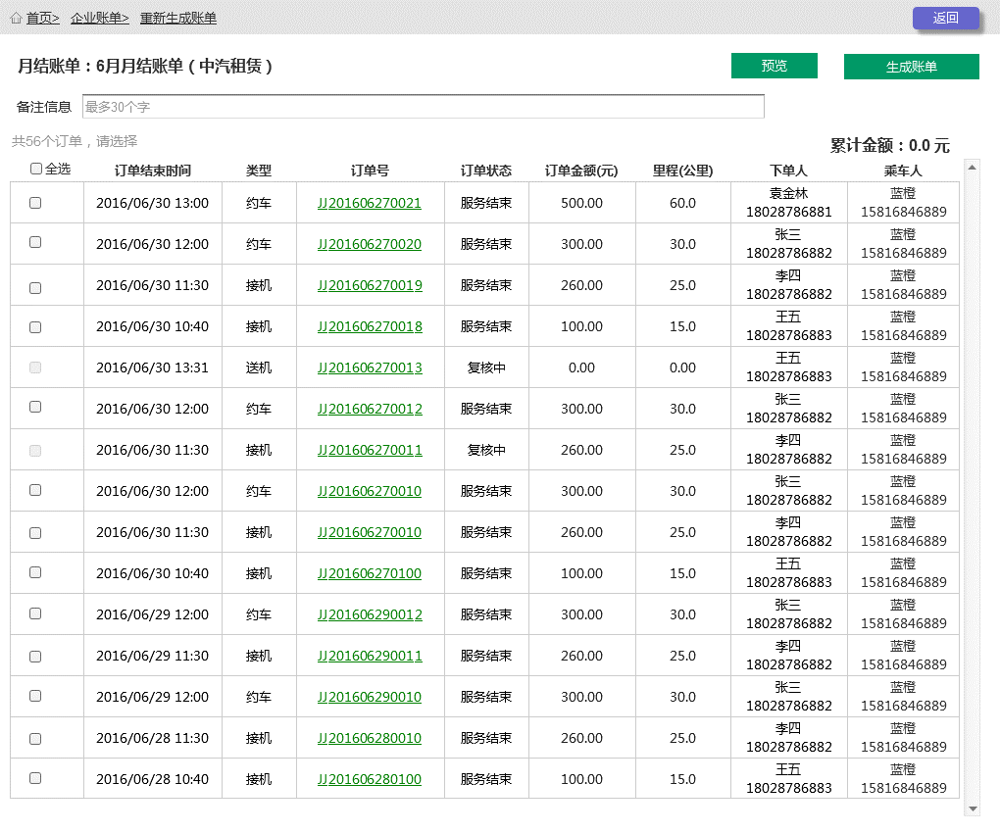 首页> 企业账单> 重新生成账单 返回
月结账单：6月月结账单（中汽租赁） 预览 生成账单
备注信息 最多30个字
共56个订单，请选择 累计金额：0.0 元
全选 订单结束时间 类型 订单号 订单状态 订单金额(元) 里程(公里) 下单人 乘车人
2016/06/30 13:00 约车 JJ201606270021 服务结束 500.00 60.0 袁金林 18028786881 蓝橙 15816846889
2016/06/30 12:00 约车 JJ201606270020 服务结束 300.00 30.0 张三 18028786882 蓝橙 15816846889
2016/06/30 11:30 接机 JJ201606270019 服务结束 260.00 25.0 李四 18028786882 蓝橙 15816846889
2016/06/30 10:40 接机 JJ201606270018 服务结束 100.00 15.0 王五 18028786883 蓝橙 15816846889
2016/06/30 13:31 送机 JJ201606270013 复核中 0.00 0.00 王五 18028786883 蓝橙 15816846889
2016/06/30 12:00 约车 JJ201606270012 服务结束 300.00 30.0 张三 18028786882 蓝橙 15816846889
2016/06/30 11:30 接机 JJ201606270011 复核中 260.00 25.0 李四 18028786882 蓝橙 15816846889
2016/06/30 12:00 约车 JJ201606270010 服务结束 300.00 30.0 张三 18028786882 蓝橙 15816846889
2016/06/30 11:30 接机 JJ201606270010 服务结束 260.00 25.0 李四 18028786882 蓝橙 15816846889
2016/06/30 10:40 接机 JJ201606270100 服务结束 100.00 15.0 王五 18028786883 蓝橙 15816846889
2016/06/29 12:00 约车 JJ201606290012 服务结束 300.00 30.0 张三 18028786882 蓝橙 15816846889
2016/06/29 11:30 接机 JJ201606290011 服务结束 260.00 25.0 李四 18028786882 蓝橙 15816846889
2016/06/29 12:00 约车 JJ201606290010 服务结束 300.00 30.0 张三 18028786882 蓝橙 15816846889
2016/06/28 11:30 接机 JJ201606280010 服务结束 260.00 25.0 李四 18028786882 蓝橙 15816846889
2016/06/28 10:40 接机 JJ201606280100 服务结束 100.00 15.0 王五 18028786883 蓝橙 15816846889